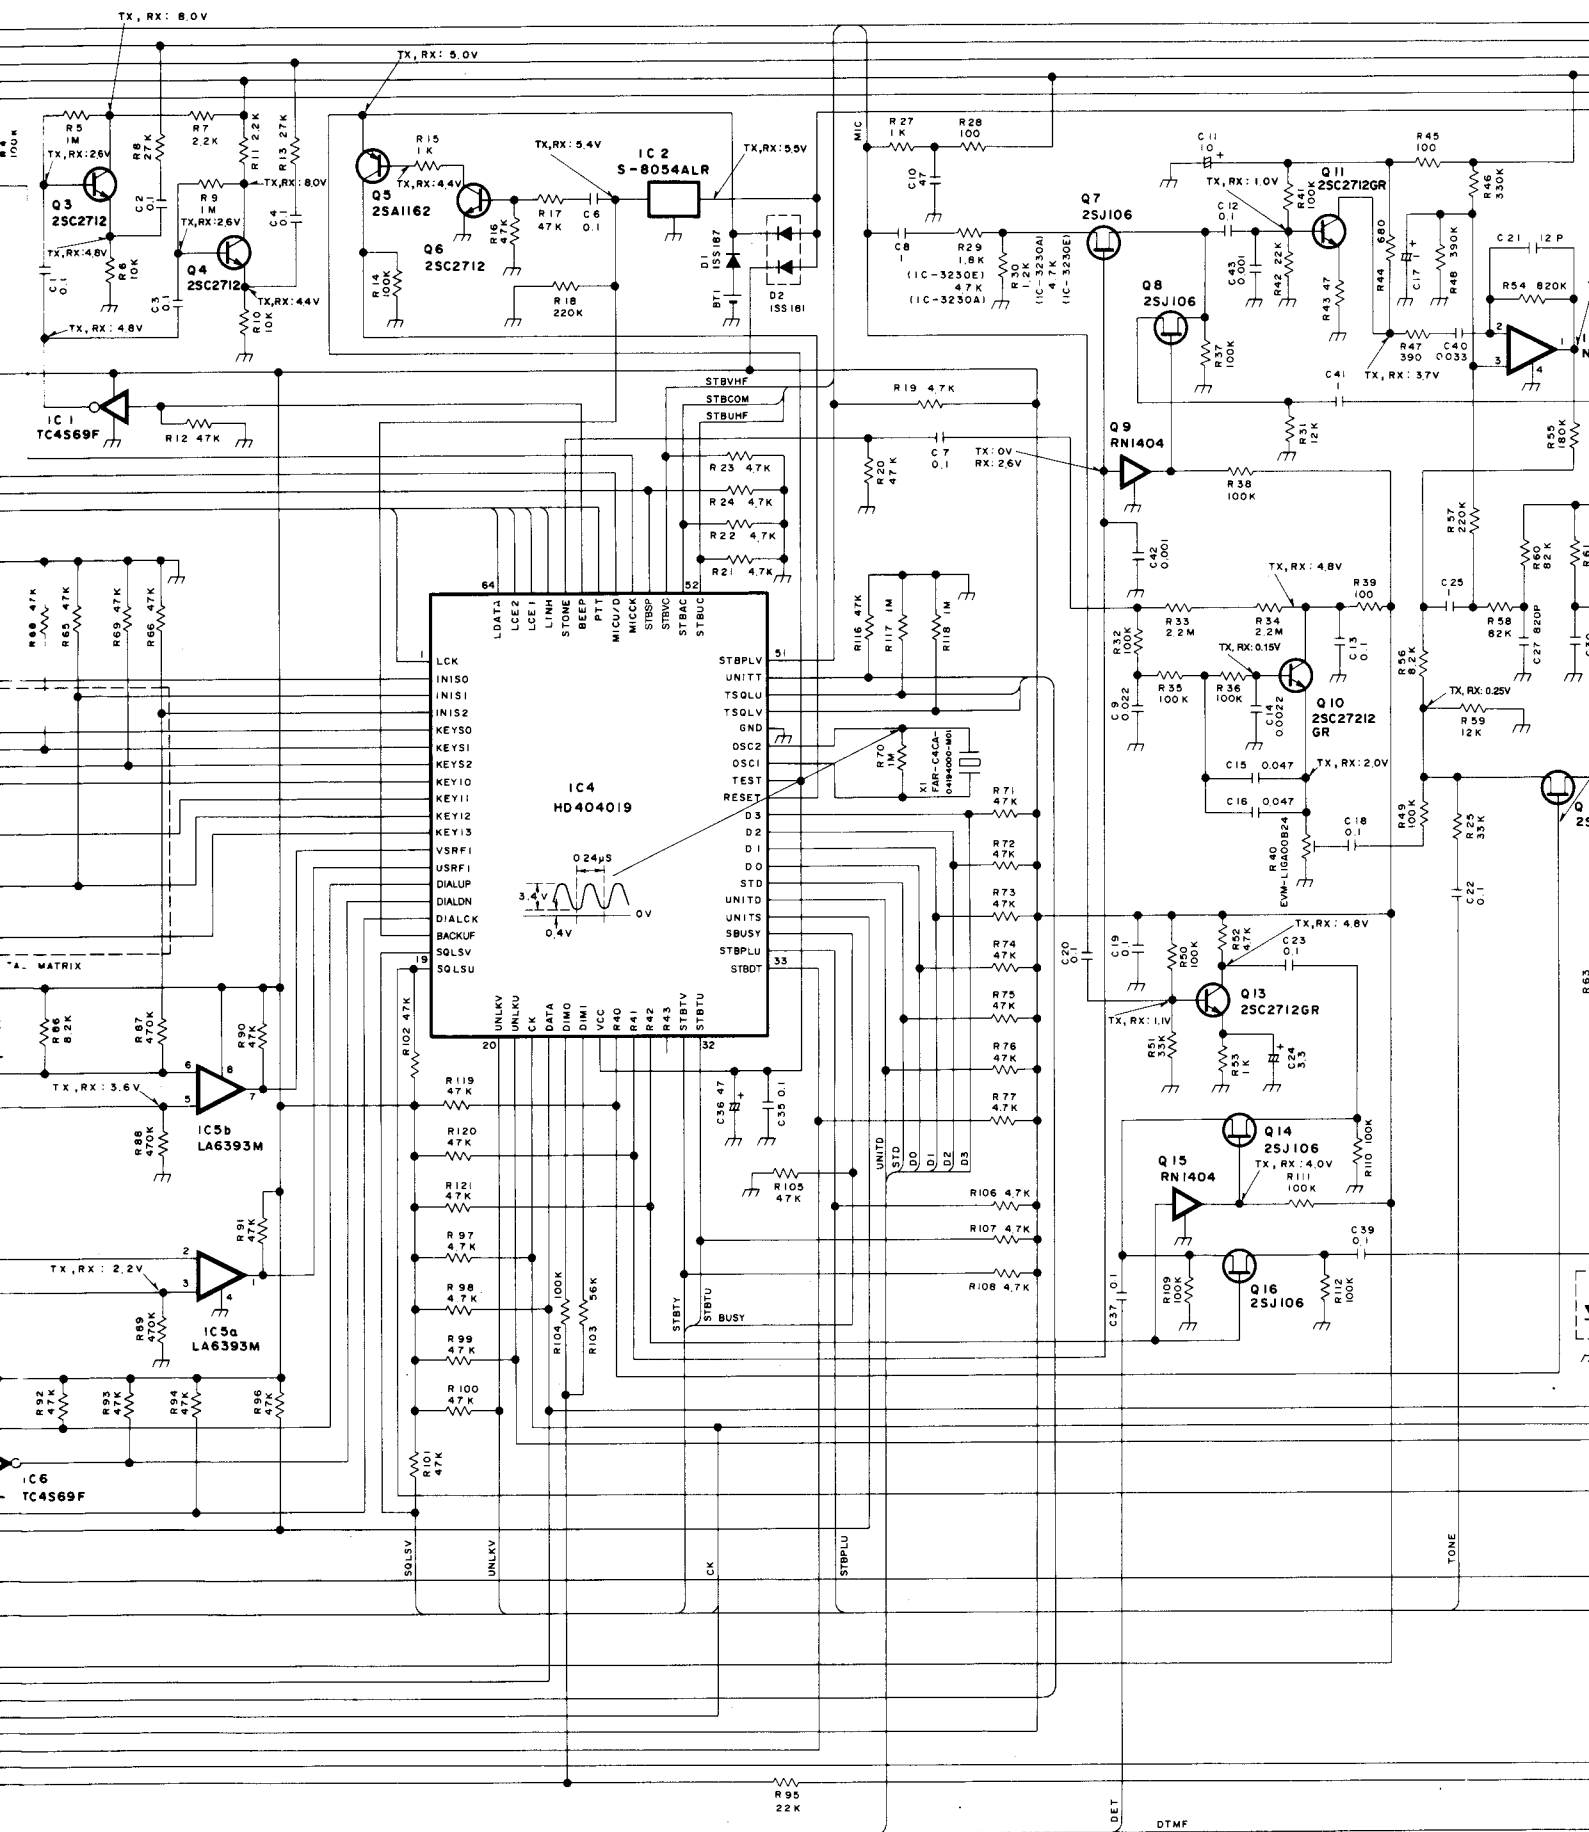 TX, RX: 8.0V
TX, RX: 5.0V
R4
100K
R5
1M
TX, RX: 2.6V
Q3
2SC2712
TX, RX: 4.8V
R6
10K
C1
0.1
TX, RX: 4.8V
R8
27K
C2
0.1
R7
2.2K
R9
1M
TX, RX: 2.6V
Q4
2SC2712
C3
0.1
R10
10K
R11 2.2K
R13 27K
TX, RX: 8.0V
C4
0.1
TX, RX: 4.4V
IC1
TC4S69F
R12 47K
R15
1K
TX, RX: 4.4V
Q5
2SA1162
Q6
2SC2712
R14
100K
R16
47K
R17
47K
C6
0.1
R18
220K
TX, RX: 5.4V
IC2
S-8054ALR
TX, RX: 5.5V
D1
1SS187
BT1
D2
1SS181
MIC
R27
1K
R28
100
C10
47
C8
1
R29
1.8K
(IC-3230E)
4.7K
(IC-3230A)
R30
1.2K
(IC-3230A)
4.7K
(IC-3230E)
Q7
2SJ106
Q8
2SJ106
C11
10
TX, RX: 1.0V
C12
0.1
C43
0.001
R41
100K
R42 22K
Q11
2SC2712GR
R43 47
R37
100K
R45
100
R46
330K
680
R44
C17
R48 390K
C21 12P
R54 820K
R47
390
C40
0.033
TX, RX: 3.7V
2
3
4
1
C41
1
R31
12K
R55
180K
STBVHF
STBCOM
STBUHF
R19 4.7K
R20
47K
C7
0.1
TX: 0V
RX: 2.6V
Q9
RN1404
R38
100K
R23 4.7K
R24 4.7K
R22 4.7K
R21 4.7K
C42
0.001
R57
220K
R60
82K
R61
TX, RX: 4.8V
R39
100
C25
R58
82K
C27 820P
C30
R68 47K
R65 47K
R69 47K
R66 47K
64
52
LDATA
LCE2
LCE1
LINH
STONE
BEEP
PTT
MICU/D
MICCK
STBSP
STBVC
STBAC
STBUC
R116 47K
R117 1M
R118 1M
R32
100K
R33
2.2M
R34
2.2M
C13
0.1
R56
8.2K
TX, RX: 0.15V
R35
100K
R36
100K
C9
0.022
C14
0.0022
Q10
2SC27212
GR
TX, RX: 0.25V
R59
12K
1
LCK
INIS0
INIS1
INIS2
KEYS0
KEYS1
KEYS2
KEY10
KEY11
KEY12
KEY13
VSRF1
USRF1
DIALUP
DIALDN
DIALCK
BACKUF
SQLSV
19
SQLSU
51
STBPLV
UNITT
TSQLU
TSQLV
GND
OSC2
OSC1
TEST
RESET
D3
D2
D1
D0
STD
UNITD
UNITS
SBUSY
STBPLU
33
STBDT
IC4
HD404019
0.24µS
3.4V
0V
0.4V
R70
1M
X1
FAR-C4CA-
04194000-M01
C15 0.047
C16 0.047
TX, RX: 2.0V
R40
EVM-LIGA00B24
C18
0.1
R49
100K
R25
33K
C22
0.1
R71
47K
R72
47K
R73
47K
R74
47K
R75
47K
R76
47K
R77
4.7K
C20
0.1
C19
0.1
R50
100K
R52
4.7K
TX, RX: 4.8V
C23
0.1
Q13
2SC2712GR
TX, RX: 1.1V
R51
33K
R53
1K
C24
3.3
R63
MATRIX
R86
8.2K
R87
470K
R90
47K
R102 47K
20
32
UNLKV
UNLKU
CK
DATA
DIM0
DIM1
VCC
R40
R41
R42
R43
STBTV
STBTU
TX, RX: 3.6V
6
5
8
7
IC5b
LA6393M
R88
470K
R119
47K
R120
47K
R121
47K
R97
4.7K
R98
4.7K
R99
47K
R100
47K
C36 47
C35 0.1
R105
47K
UNITD
STD
D0
D1
D2
D3
R106 4.7K
R107 4.7K
R108 4.7K
Q14
2SJ106
TX, RX: 4.0V
R111
100K
R110 100K
Q15
RN1404
C39
0.1
R91
47K
TX, RX: 2.2V
2
3
4
1
IC5a
LA6393M
R89
470K
100K
R104
56K
R103
STBTY
STBTU
BUSY
C37 0.1
R109
100K
Q16
2SJ106
R112
100K
R92
47K
R93
47K
R94
47K
R96
47K
R101
47K
IC6
TC4S69F
SQLSV
UNLKV
CK
STBPLU
TONE
R95
22K
DET
DTMF